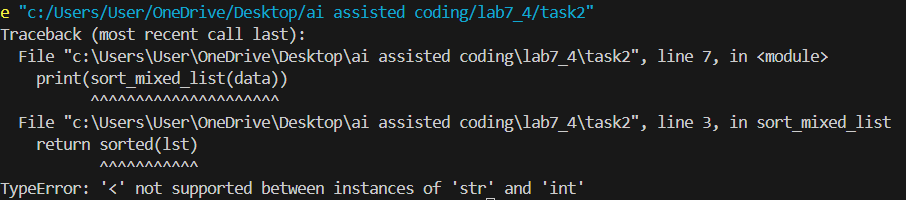 e "c:/Users/User/OneDrive/Desktop/ai assisted coding/lab7_4/task2"
Traceback (most recent call last):
  File "c:\Users\User\OneDrive\Desktop\ai assisted coding\lab7_4\task2", line 7, in <module>
    print(sort_mixed_list(data))
          ^^^^^^^^^^^^^^^^^^^^^
  File "c:\Users\User\OneDrive\Desktop\ai assisted coding\lab7_4\task2", line 3, in sort_mixed_list
    return sorted(lst)
           ^^^^^^^^^^^
TypeError: '<' not supported between instances of 'str' and 'int'